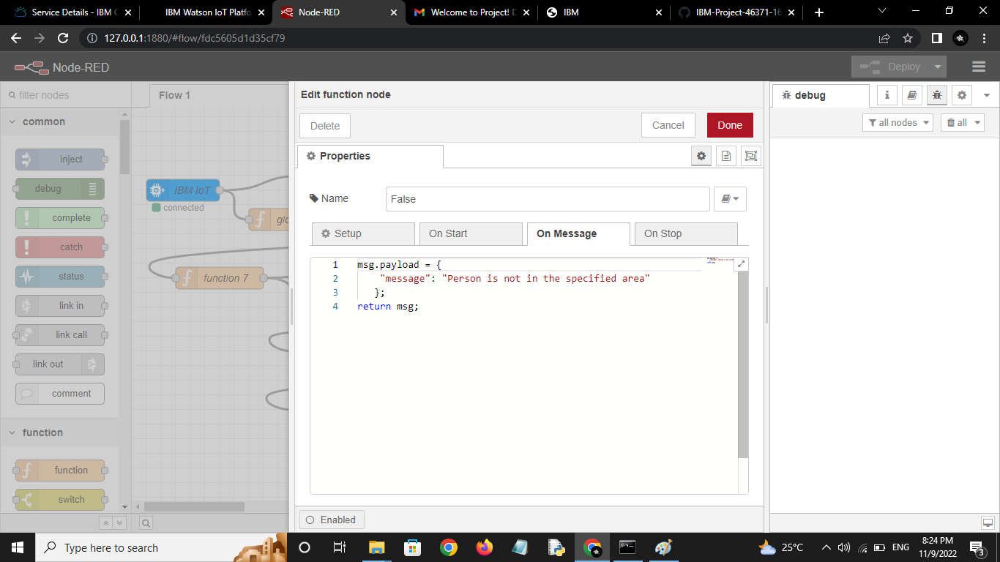 Service Details - IBM C
IBM Watson IoT Platfo
Node-RED
Welcome to Project! D
IBM
IBM-Project-46371-16
127.0.0.1:1880/#flow/fdc5605d1d35cf79
Node-RED
Deploy
filter nodes
Flow 1
Edit function node
debug
common
Delete
Cancel
Done
all nodes
all
inject
Properties
debug
IBM IoT
connected
Name
False
complete
glo
catch
Setup
On Start
On Message
On Stop
status
function 7
1 msg.payload = {
2 "message": "Person is not in the specified area"
3 };
4 return msg;
link in
link call
link out
comment
function
function
switch
Enabled
Type here to search
25°C
ENG
8:24 PM
11/9/2022
3